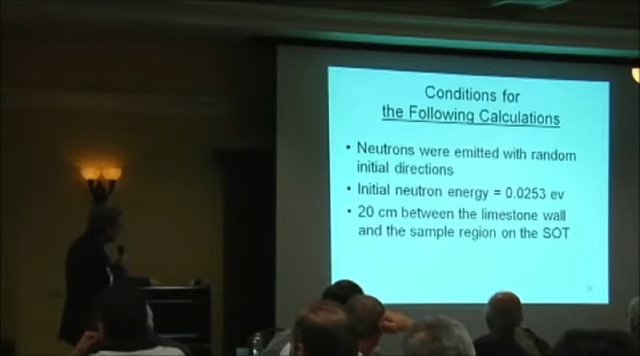 Conditions for
the Following Calculations
• Neutrons were emitted with random
initial directions
• Initial neutron energy = 0.0253 ev
• 20 cm between the limestone wall
and the sample region on the SOT